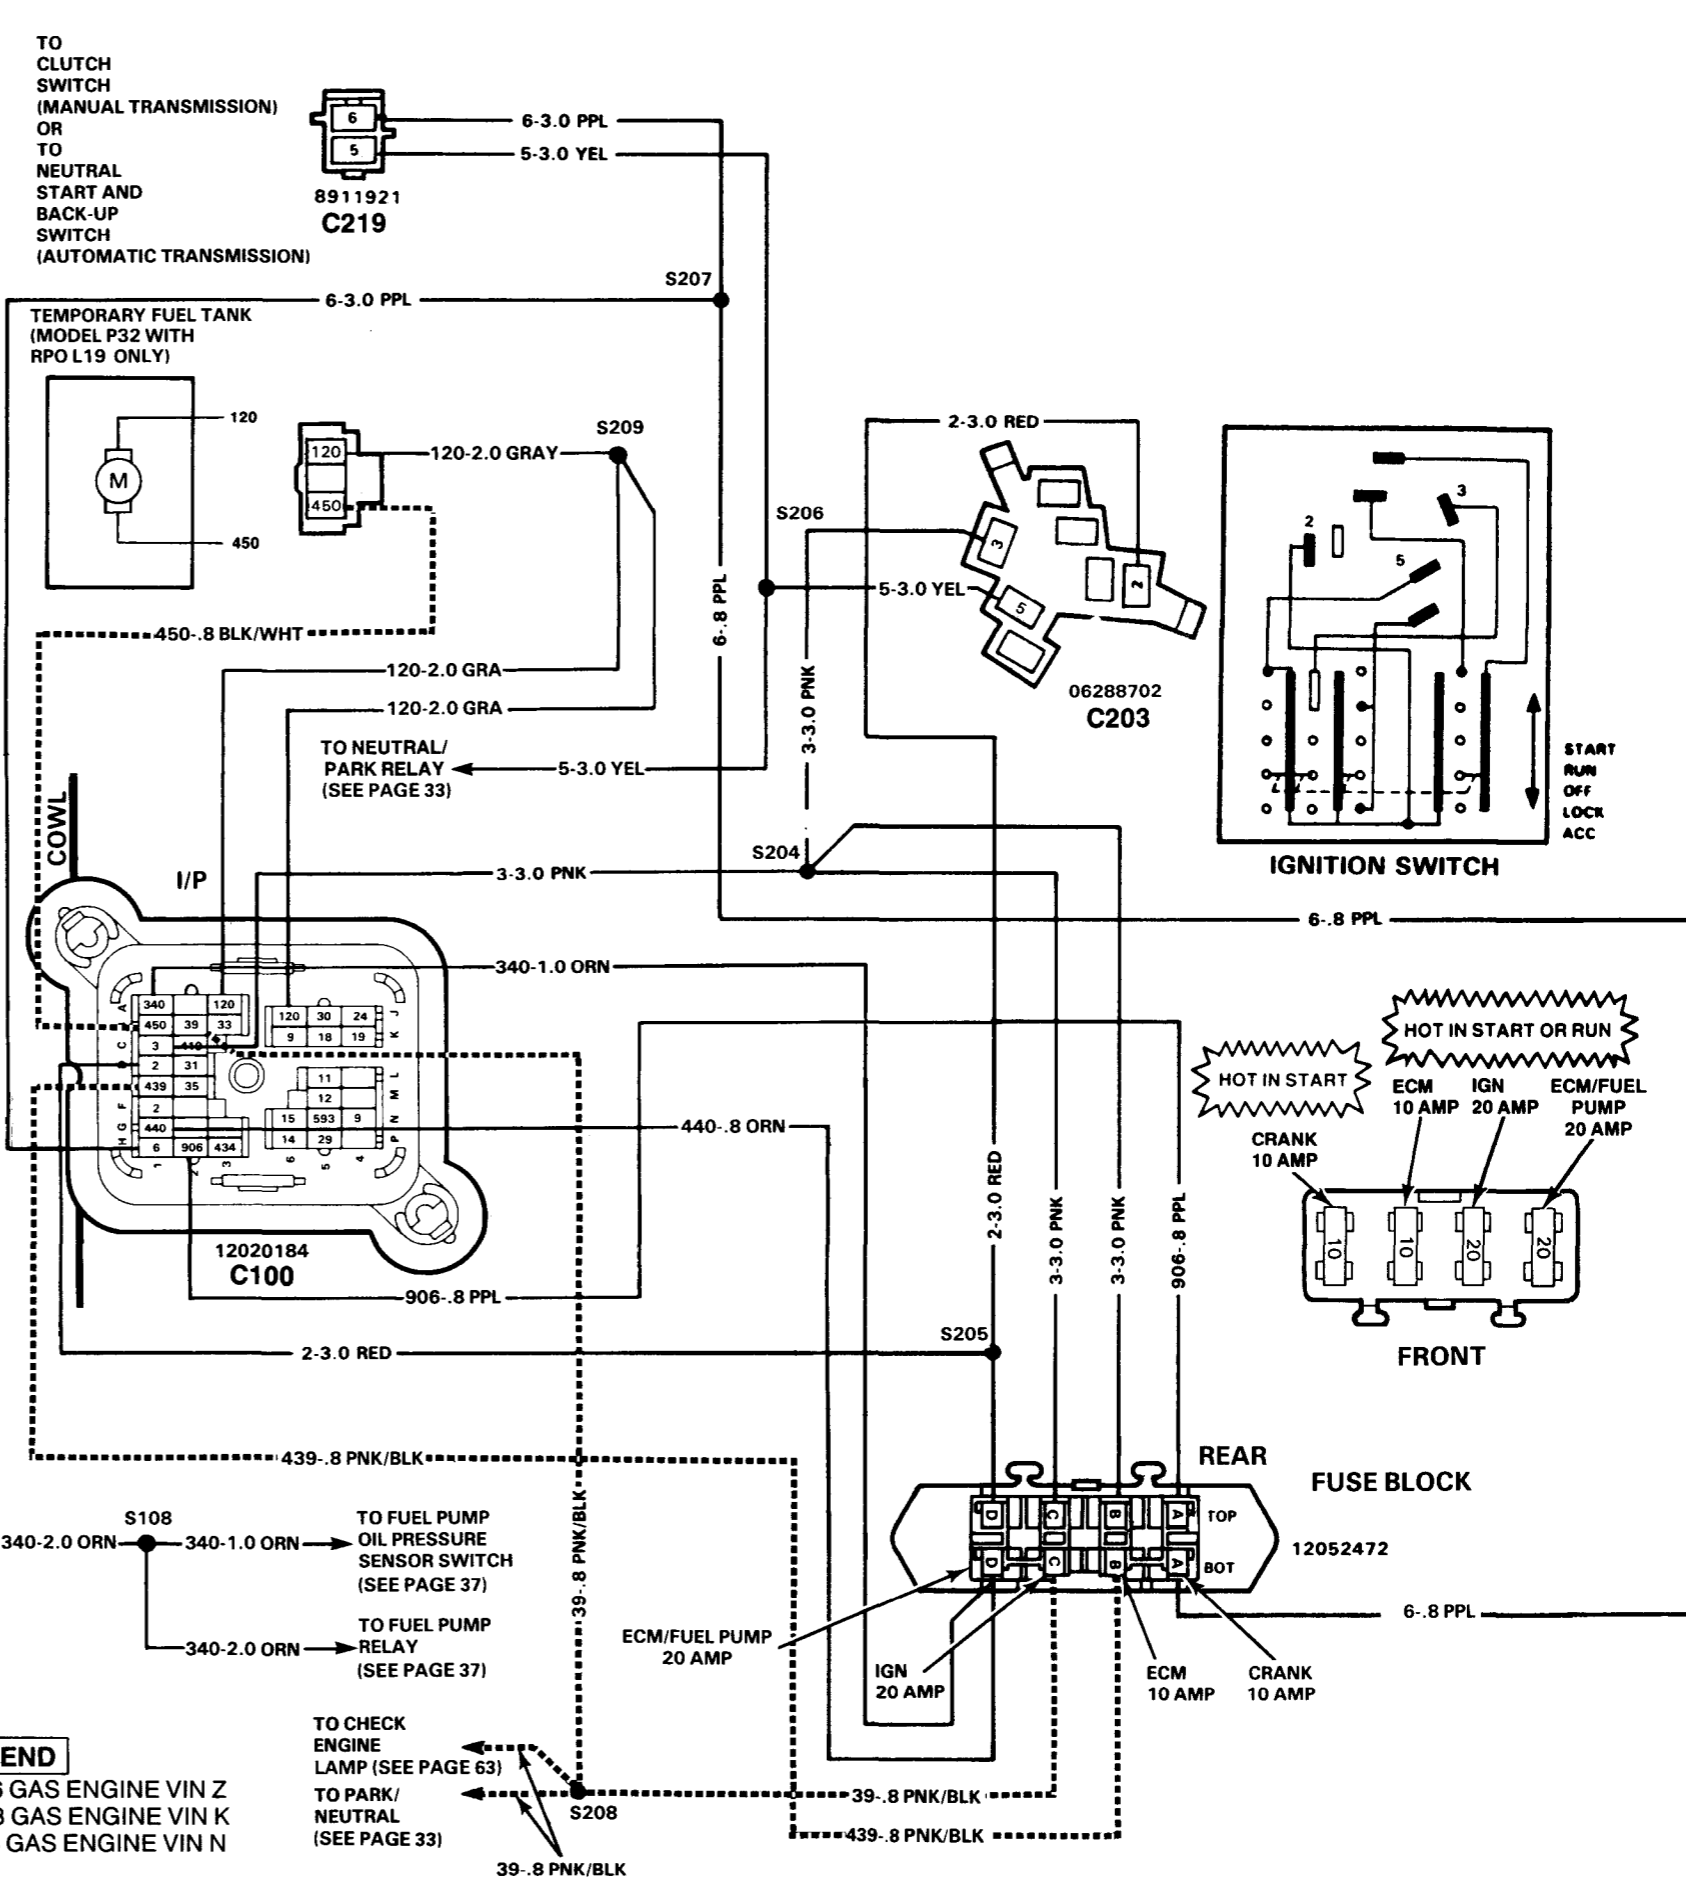 TO
CLUTCH
SWITCH
(MANUAL TRANSMISSION)
OR
TO
NEUTRAL
START AND
BACK-UP
SWITCH
(AUTOMATIC TRANSMISSION)
6
5
8911921
C219
6-3.0 PPL
5-3.0 YEL
S207
6-3.0 PPL
TEMPORARY FUEL TANK
(MODEL P32 WITH
RPO L19 ONLY)
120
M
450
120
450
120-2.0 GRAY
S209
450-.8 BLK/WHT
120-2.0 GRA
120-2.0 GRA
TO NEUTRAL/
PARK RELAY
(SEE PAGE 33)
5-3.0 YEL
6-.8 PPL
2-3.0 RED
S206
3
5-3.0 YEL
5
2
06288702
C203
3-3.0 PNK
3
2
5
START
RUN
OFF
LOCK
ACC
IGNITION SWITCH
COWL
I/P
3-3.0 PNK
S204
6-.8 PPL
340-1.0 ORN
A
340
120
450
39
33
C
3
410
2
31
439
35
F
2
G
440
H
6
906
434
1
2
3
120
30
24
J
9
18
19
K
11
L
12
M
15
593
9
N
14
29
P
6
5
4
12020184
C100
440-.8 ORN
906-.8 PPL
2-3.0 RED
3-3.0 PNK
3-3.0 PNK
906-.8 PPL
S205
2-3.0 RED
HOT IN START
HOT IN START OR RUN
CRANK
10 AMP
ECM
10 AMP
IGN
20 AMP
ECM/FUEL
PUMP
20 AMP
10
10
20
20
FRONT
439-.8 PNK/BLK
39-.8 PNK/BLK
REAR
FUSE BLOCK
12052472
D
C
B
A
TOP
D
C
B
A
BOT
6-.8 PPL
S108
340-2.0 ORN
340-1.0 ORN
TO FUEL PUMP
OIL PRESSURE
SENSOR SWITCH
(SEE PAGE 37)
340-2.0 ORN
TO FUEL PUMP
RELAY
(SEE PAGE 37)
ECM/FUEL PUMP
20 AMP
IGN
20 AMP
ECM
10 AMP
CRANK
10 AMP
TO CHECK
ENGINE
LAMP (SEE PAGE 63)
TO PARK/
NEUTRAL
(SEE PAGE 33)
S208
39-.8 PNK/BLK
39-.8 PNK/BLK
439-.8 PNK/BLK
END
GAS ENGINE VIN Z
GAS ENGINE VIN K
GAS ENGINE VIN N